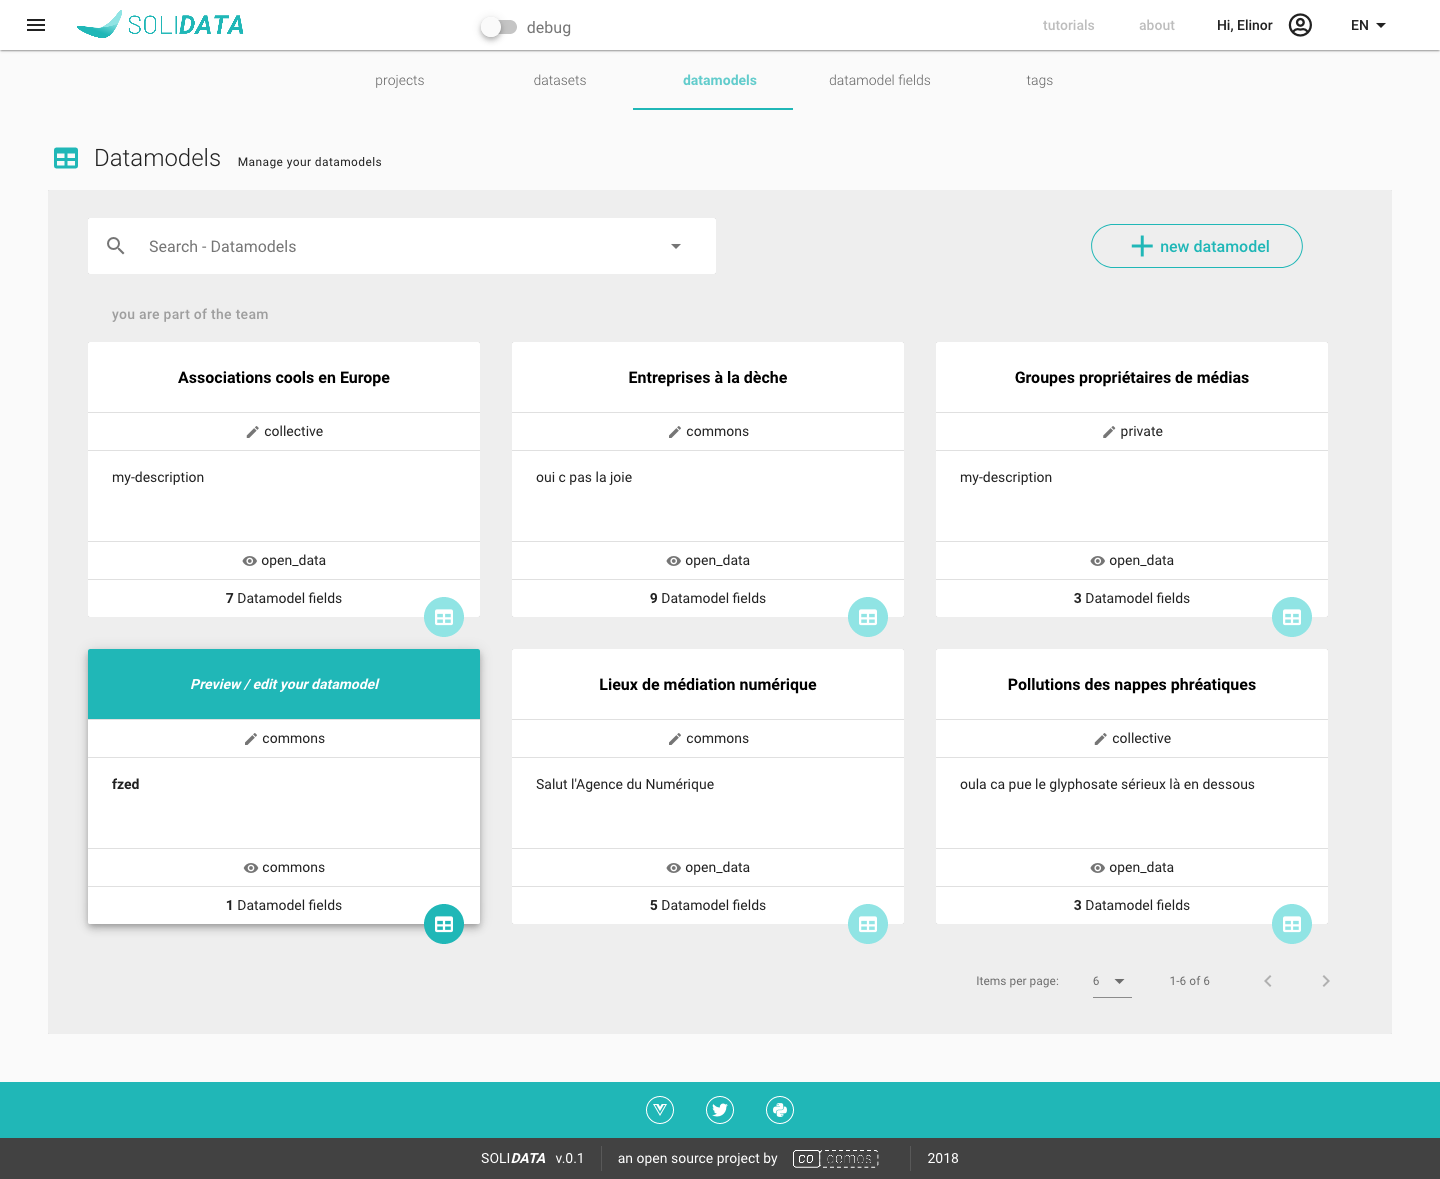 SOLIDATA
debug
tutorials
about
Hi, Elinor
EN
projects
datasets
datamodels
datamodel fields
tags
Datamodels
Manage your datamodels
Search - Datamodels
new datamodel
you are part of the team
Associations cools en Europe
collective
my-description
open_data
7 Datamodel fields
Entreprises à la dèche
commons
oui c pas la joie
open_data
9 Datamodel fields
Groupes propriétaires de médias
private
my-description
open_data
3 Datamodel fields
Preview / edit your datamodel
commons
fzed
commons
1 Datamodel fields
Lieux de médiation numérique
commons
Salut l'Agence du Numérique
open_data
5 Datamodel fields
Pollutions des nappes phréatiques
collective
oula ca pue le glyphosate sérieux là en dessous
open_data
3 Datamodel fields
Items per page:
6
1-6 of 6
SOLIDATA v.0.1
an open source project by
co demos
2018